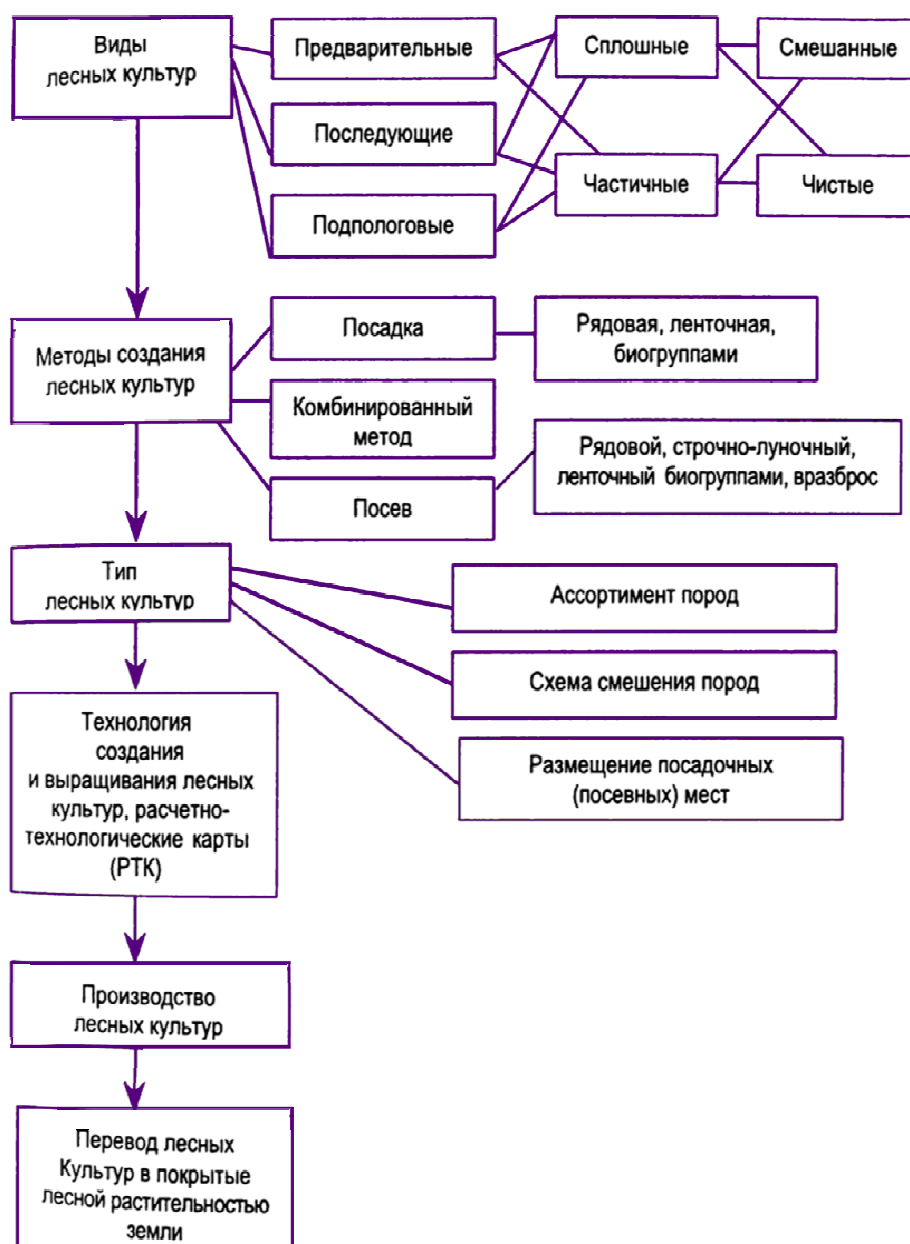 Виды
лесных культур
Предварительные
Сплошные
Смешанные
Последующие
Частичные
Чистые
Подпологовые
Методы создания
лесных культур
Посадка
Рядовая, ленточная,
биогруппами
Комбинированный
метод
Посев
Рядовой, строчно-луночный,
ленточный биогруппами, вразброс
Тип
лесных культур
Ассортимент пород
Схема смешения пород
Размещение посадочных
(посевных) мест
Технология
создания
и выращивания лесных
культур, расчетно-
технологические карты
(РТК)
Производство
лесных культур
Перевод лесных
Культур в покрытые
лесной растительностью
земли